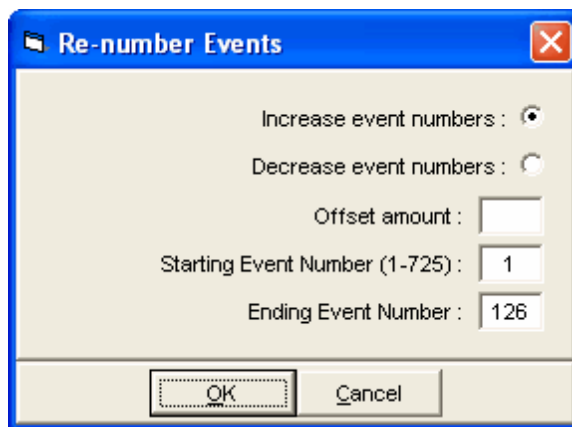 Re-number Events
Increase event numbers :
Decrease event numbers :
Offset amount :
Starting Event Number (1-725) : 1
Ending Event Number : 126
OK Cancel